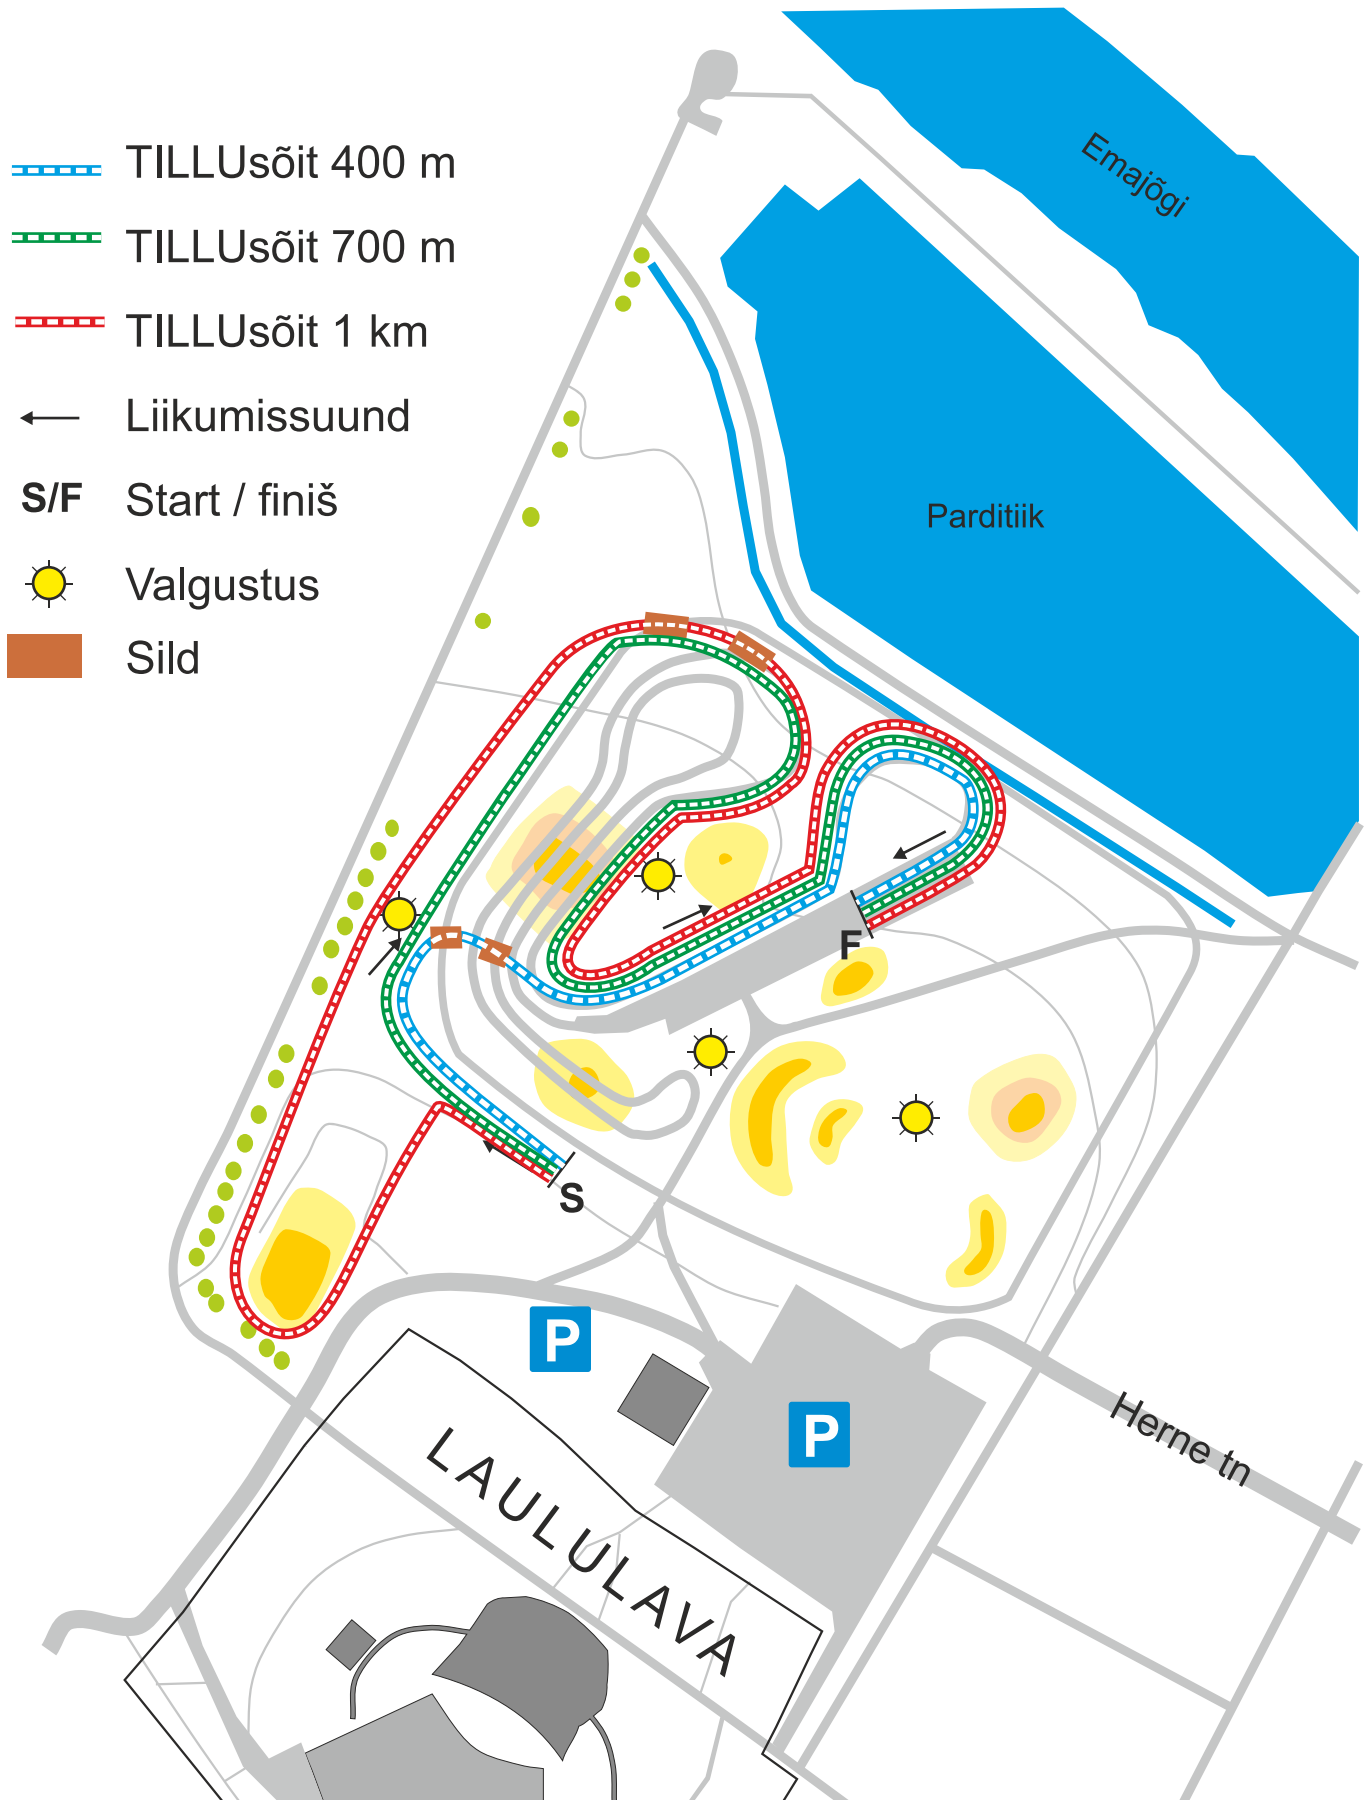 TILLUsõit 400 m
TILLUsõit 700 m
TILLUsõit 1 km
Liikumissuund
S/F Start / finiš
Valgustus
Sild
Emajõgi
Parditiik
F
S
P
P
Herne tn
LAULULAVA